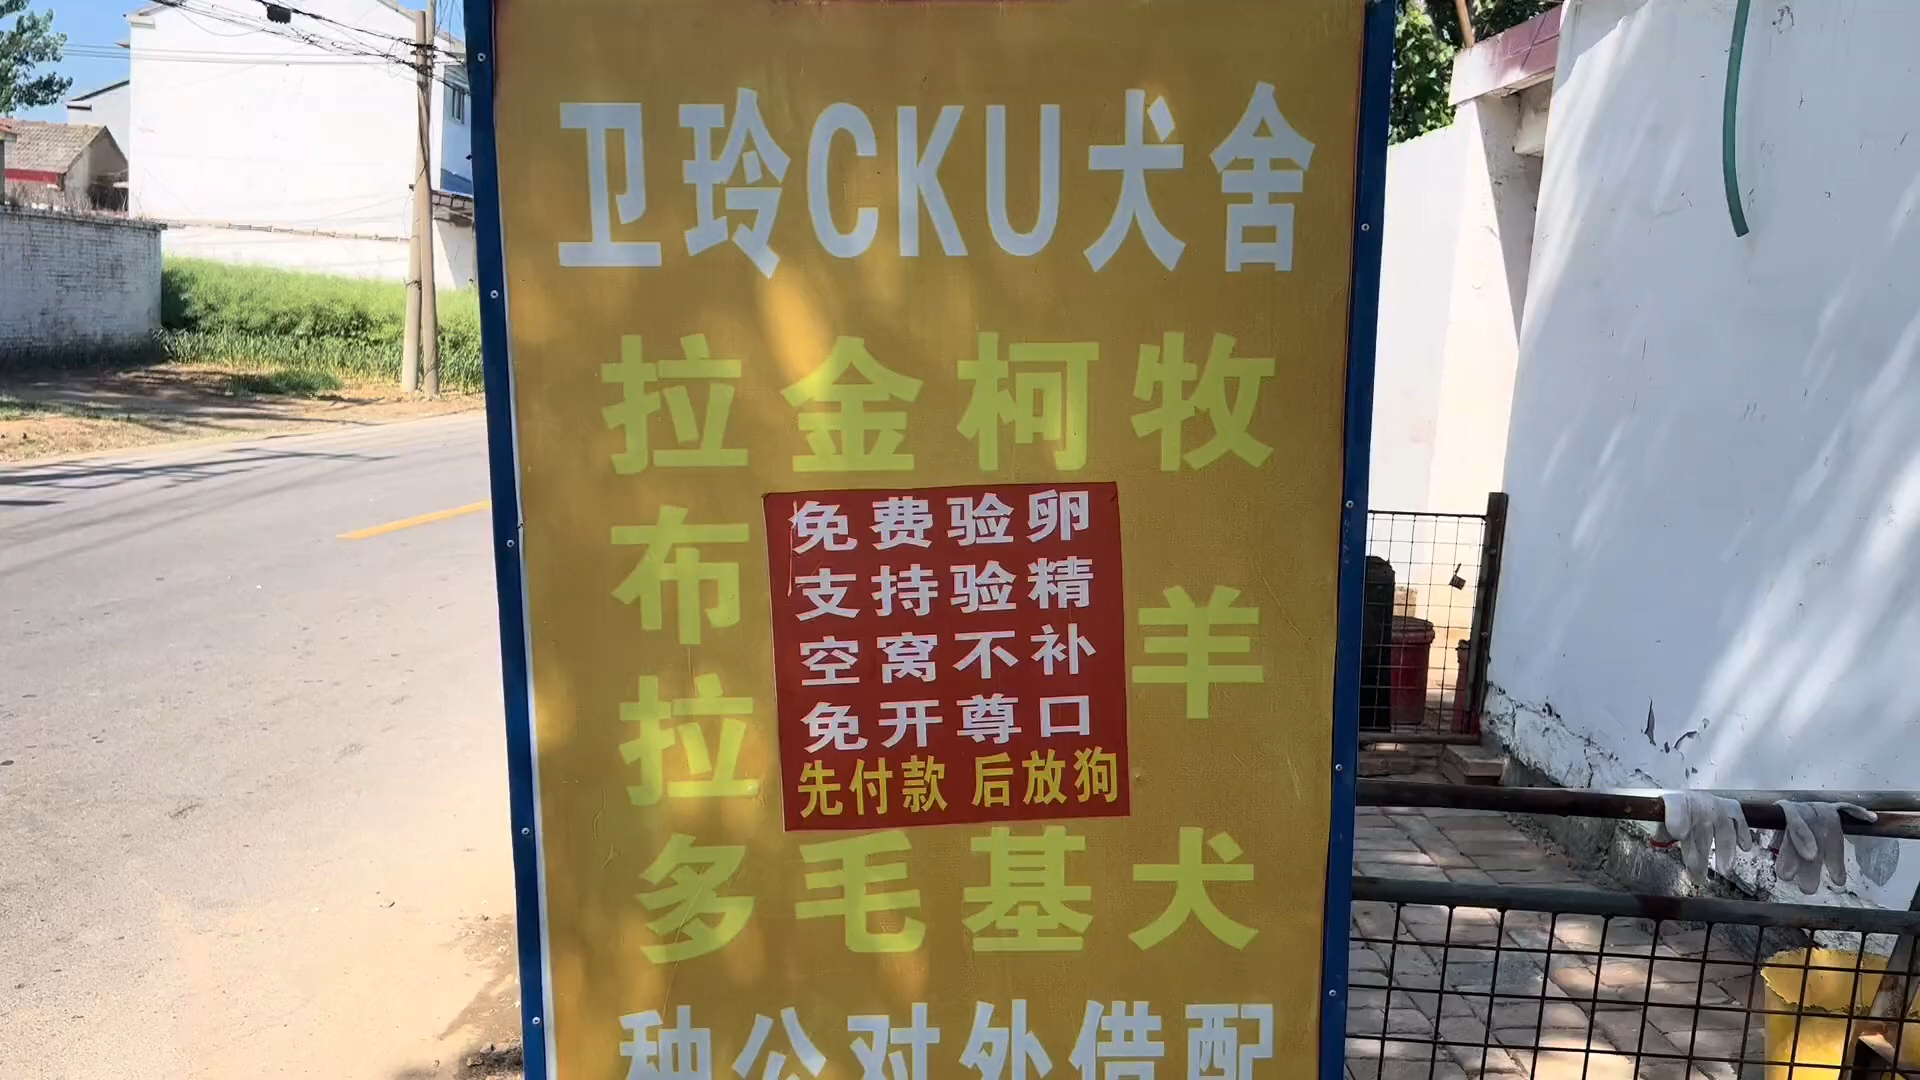 卫玲CKU犬舍
拉金柯牧
布羊
拉
免费验卵
支持验精
空窝不补
免开尊口
先付款 后放狗
多毛基犬
种公对外借配